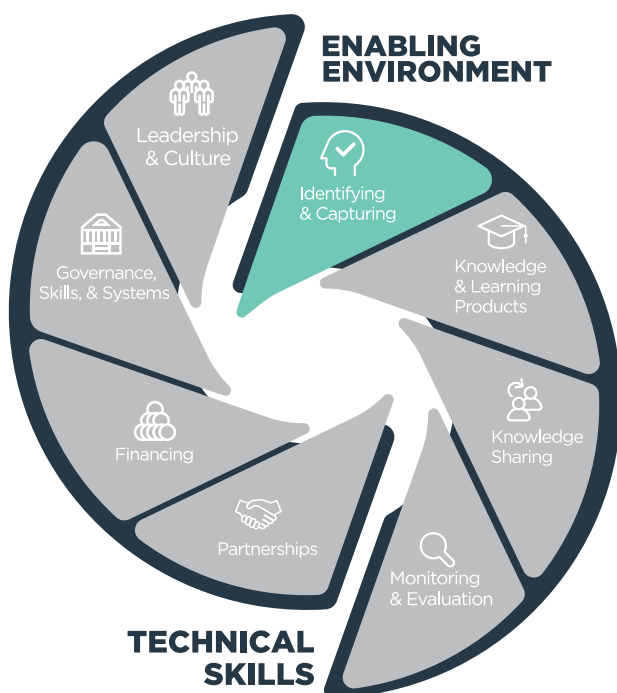 ENABLING
ENVIRONMENT
Leadership
& Culture
Identifying
& Capturing
Governance,
Skills, & Systems
Knowledge
& Learning
Products
Financing
Knowledge
Sharing
Partnerships
Monitoring
& Evaluation
TECHNICAL
SKILLS